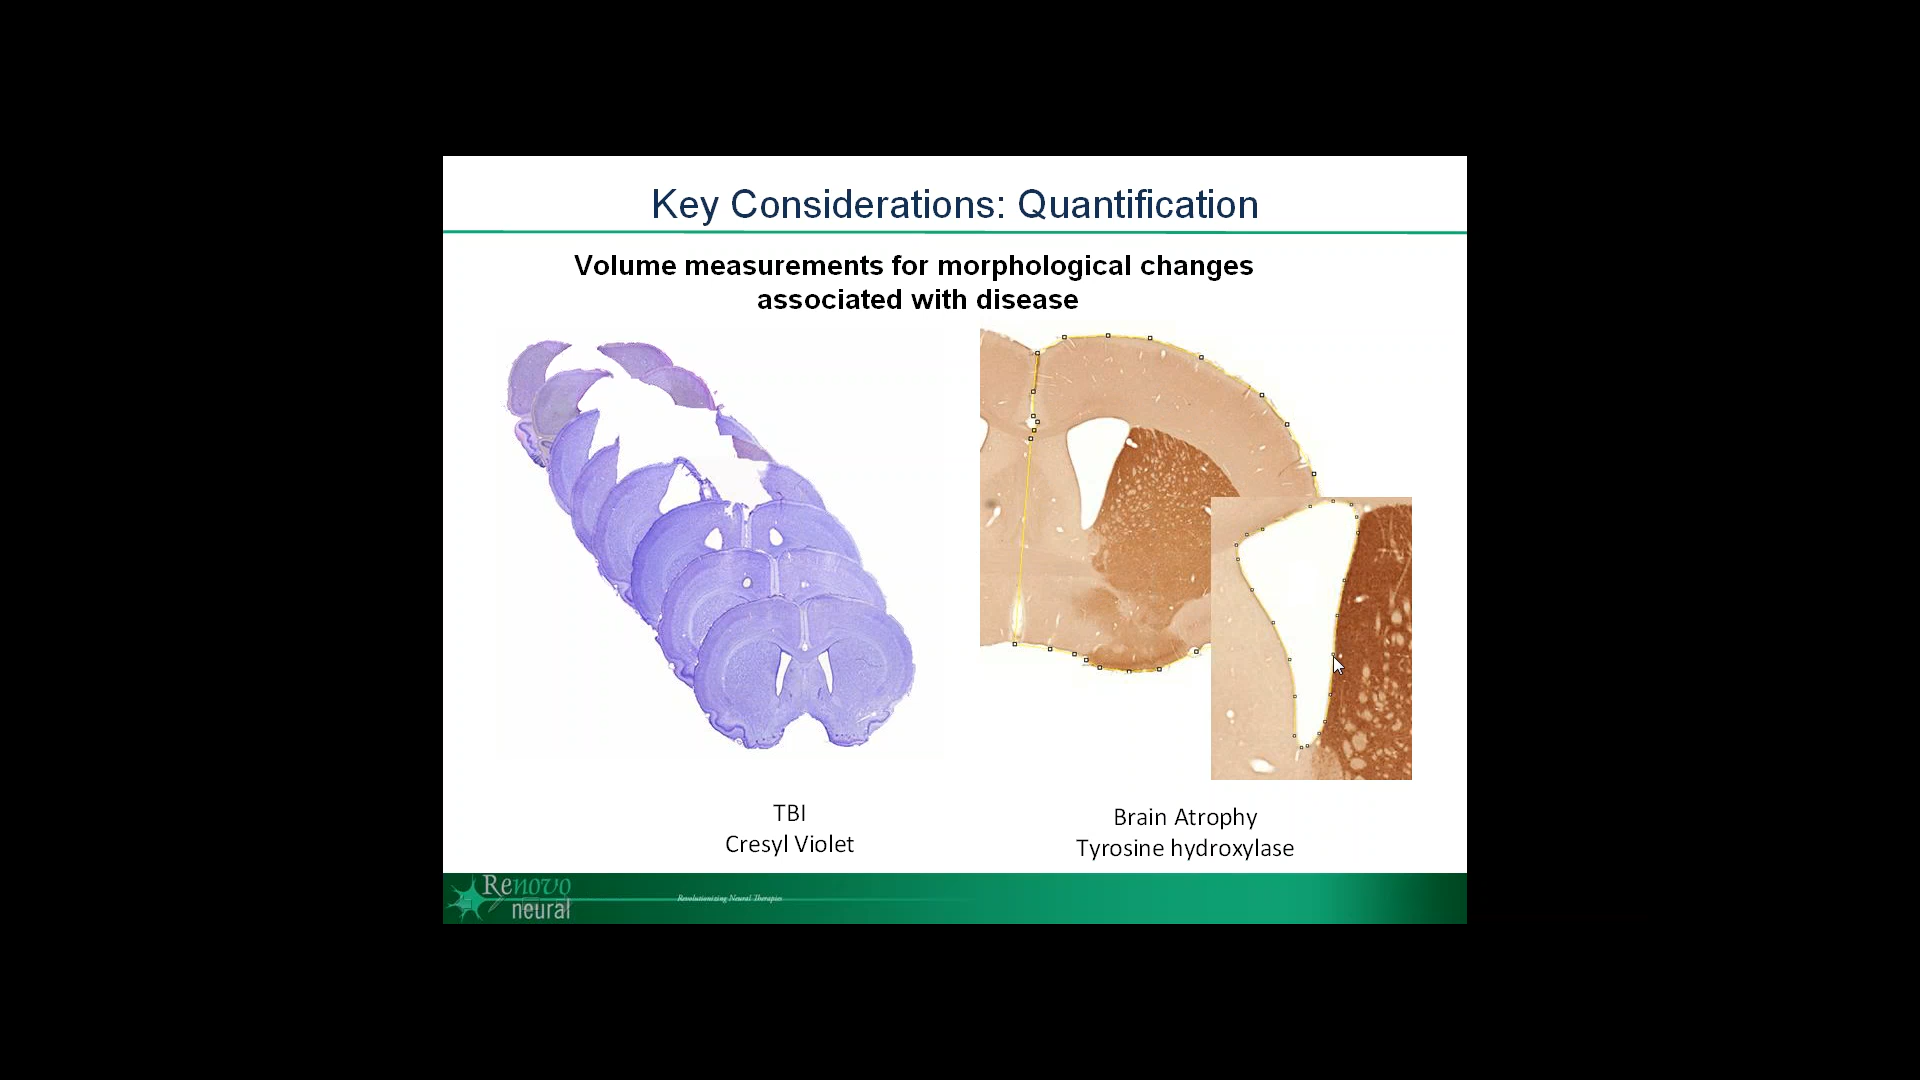 Key Considerations: Quantification
Volume measurements for morphological changes
associated with disease
TBI
Cresyl Violet
Brain Atrophy
Tyrosine hydroxylase
Renovo
neural
Revolutionizing Neural Therapies